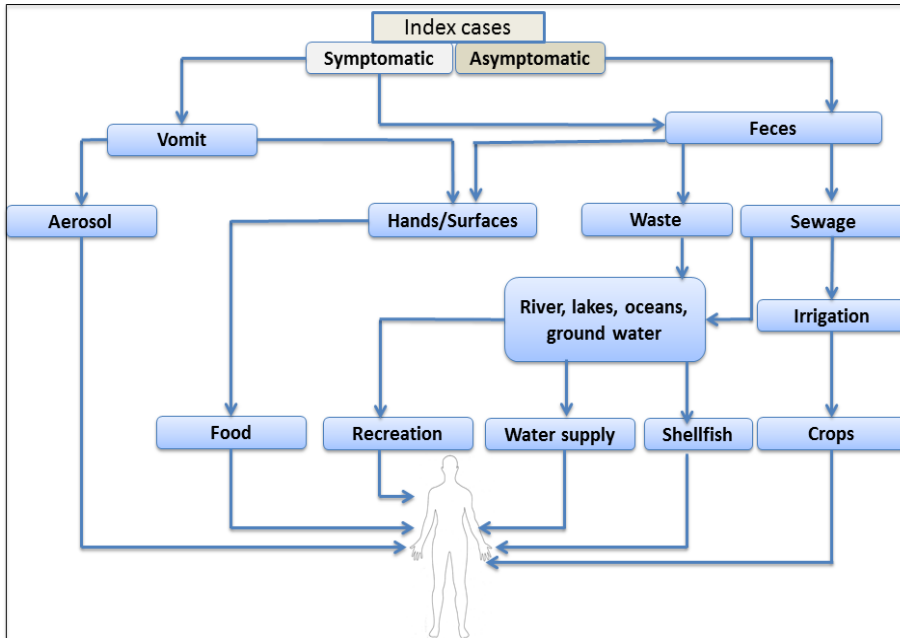 Index cases
Symptomatic
Asymptomatic
Vomit
Feces
Aerosol
Hands/Surfaces
Waste
Sewage
River, lakes, oceans,
ground water
Irrigation
Food
Recreation
Water supply
Shellfish
Crops